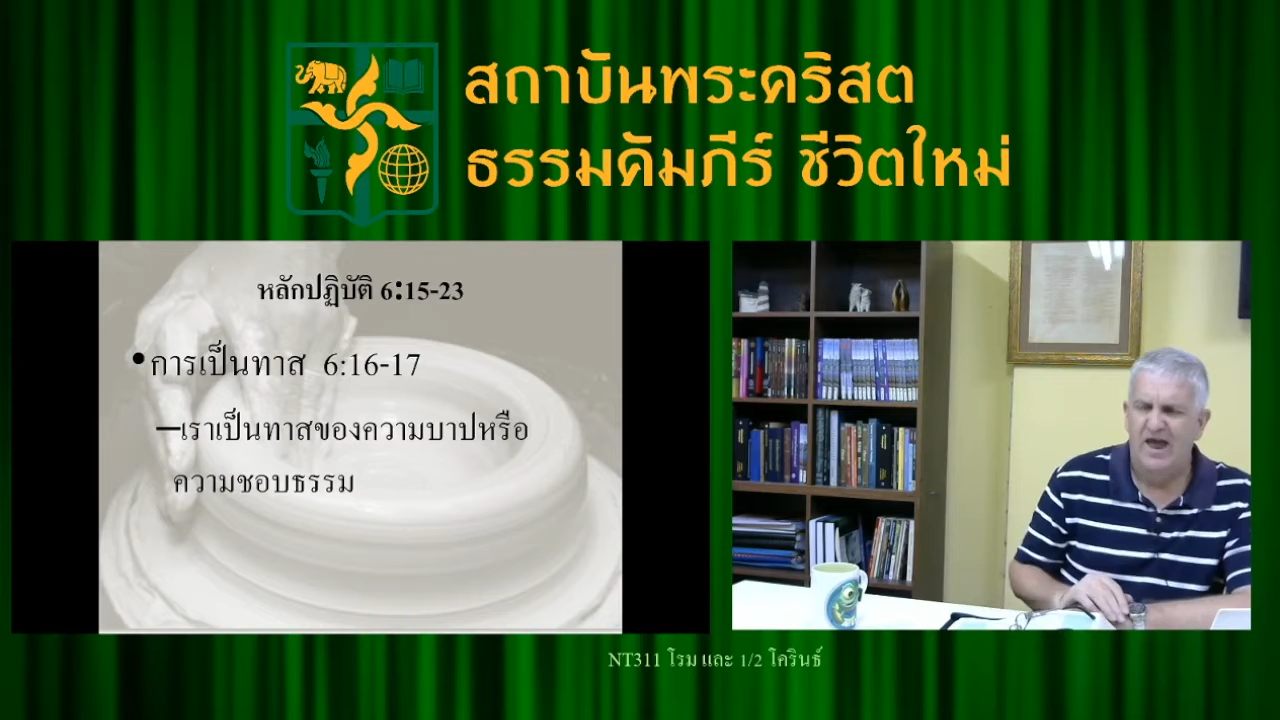 สถาบันพระคริสต
ธรรมคัมภีร์ ชีวิตใหม่
หลักปฏิบัติ 6:15-23
•การเป็นทาส 6:16-17
–เราเป็นทาสของความบาปหรือ
ความชอบธรรม
NT311 โรม และ 1/2 โครินธ์